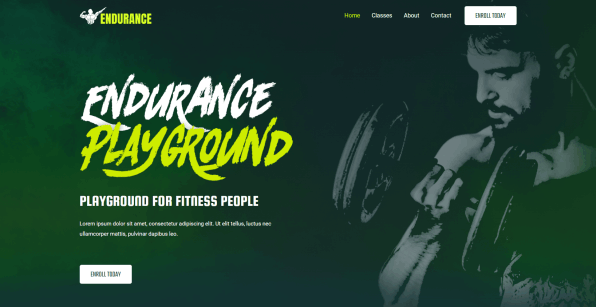 ENDURANCE
Home Classes About Contact ENROLL TODAY
ENDURANCE
PLAYGROUND
PLAYGROUND FOR FITNESS PEOPLE
Lorem ipsum dolor sit amet, consectetur adipiscing elit. Ut elit tellus, luctus nec
ullamcorper mattis, pulvinar dapibus leo.
ENROLL TODAY